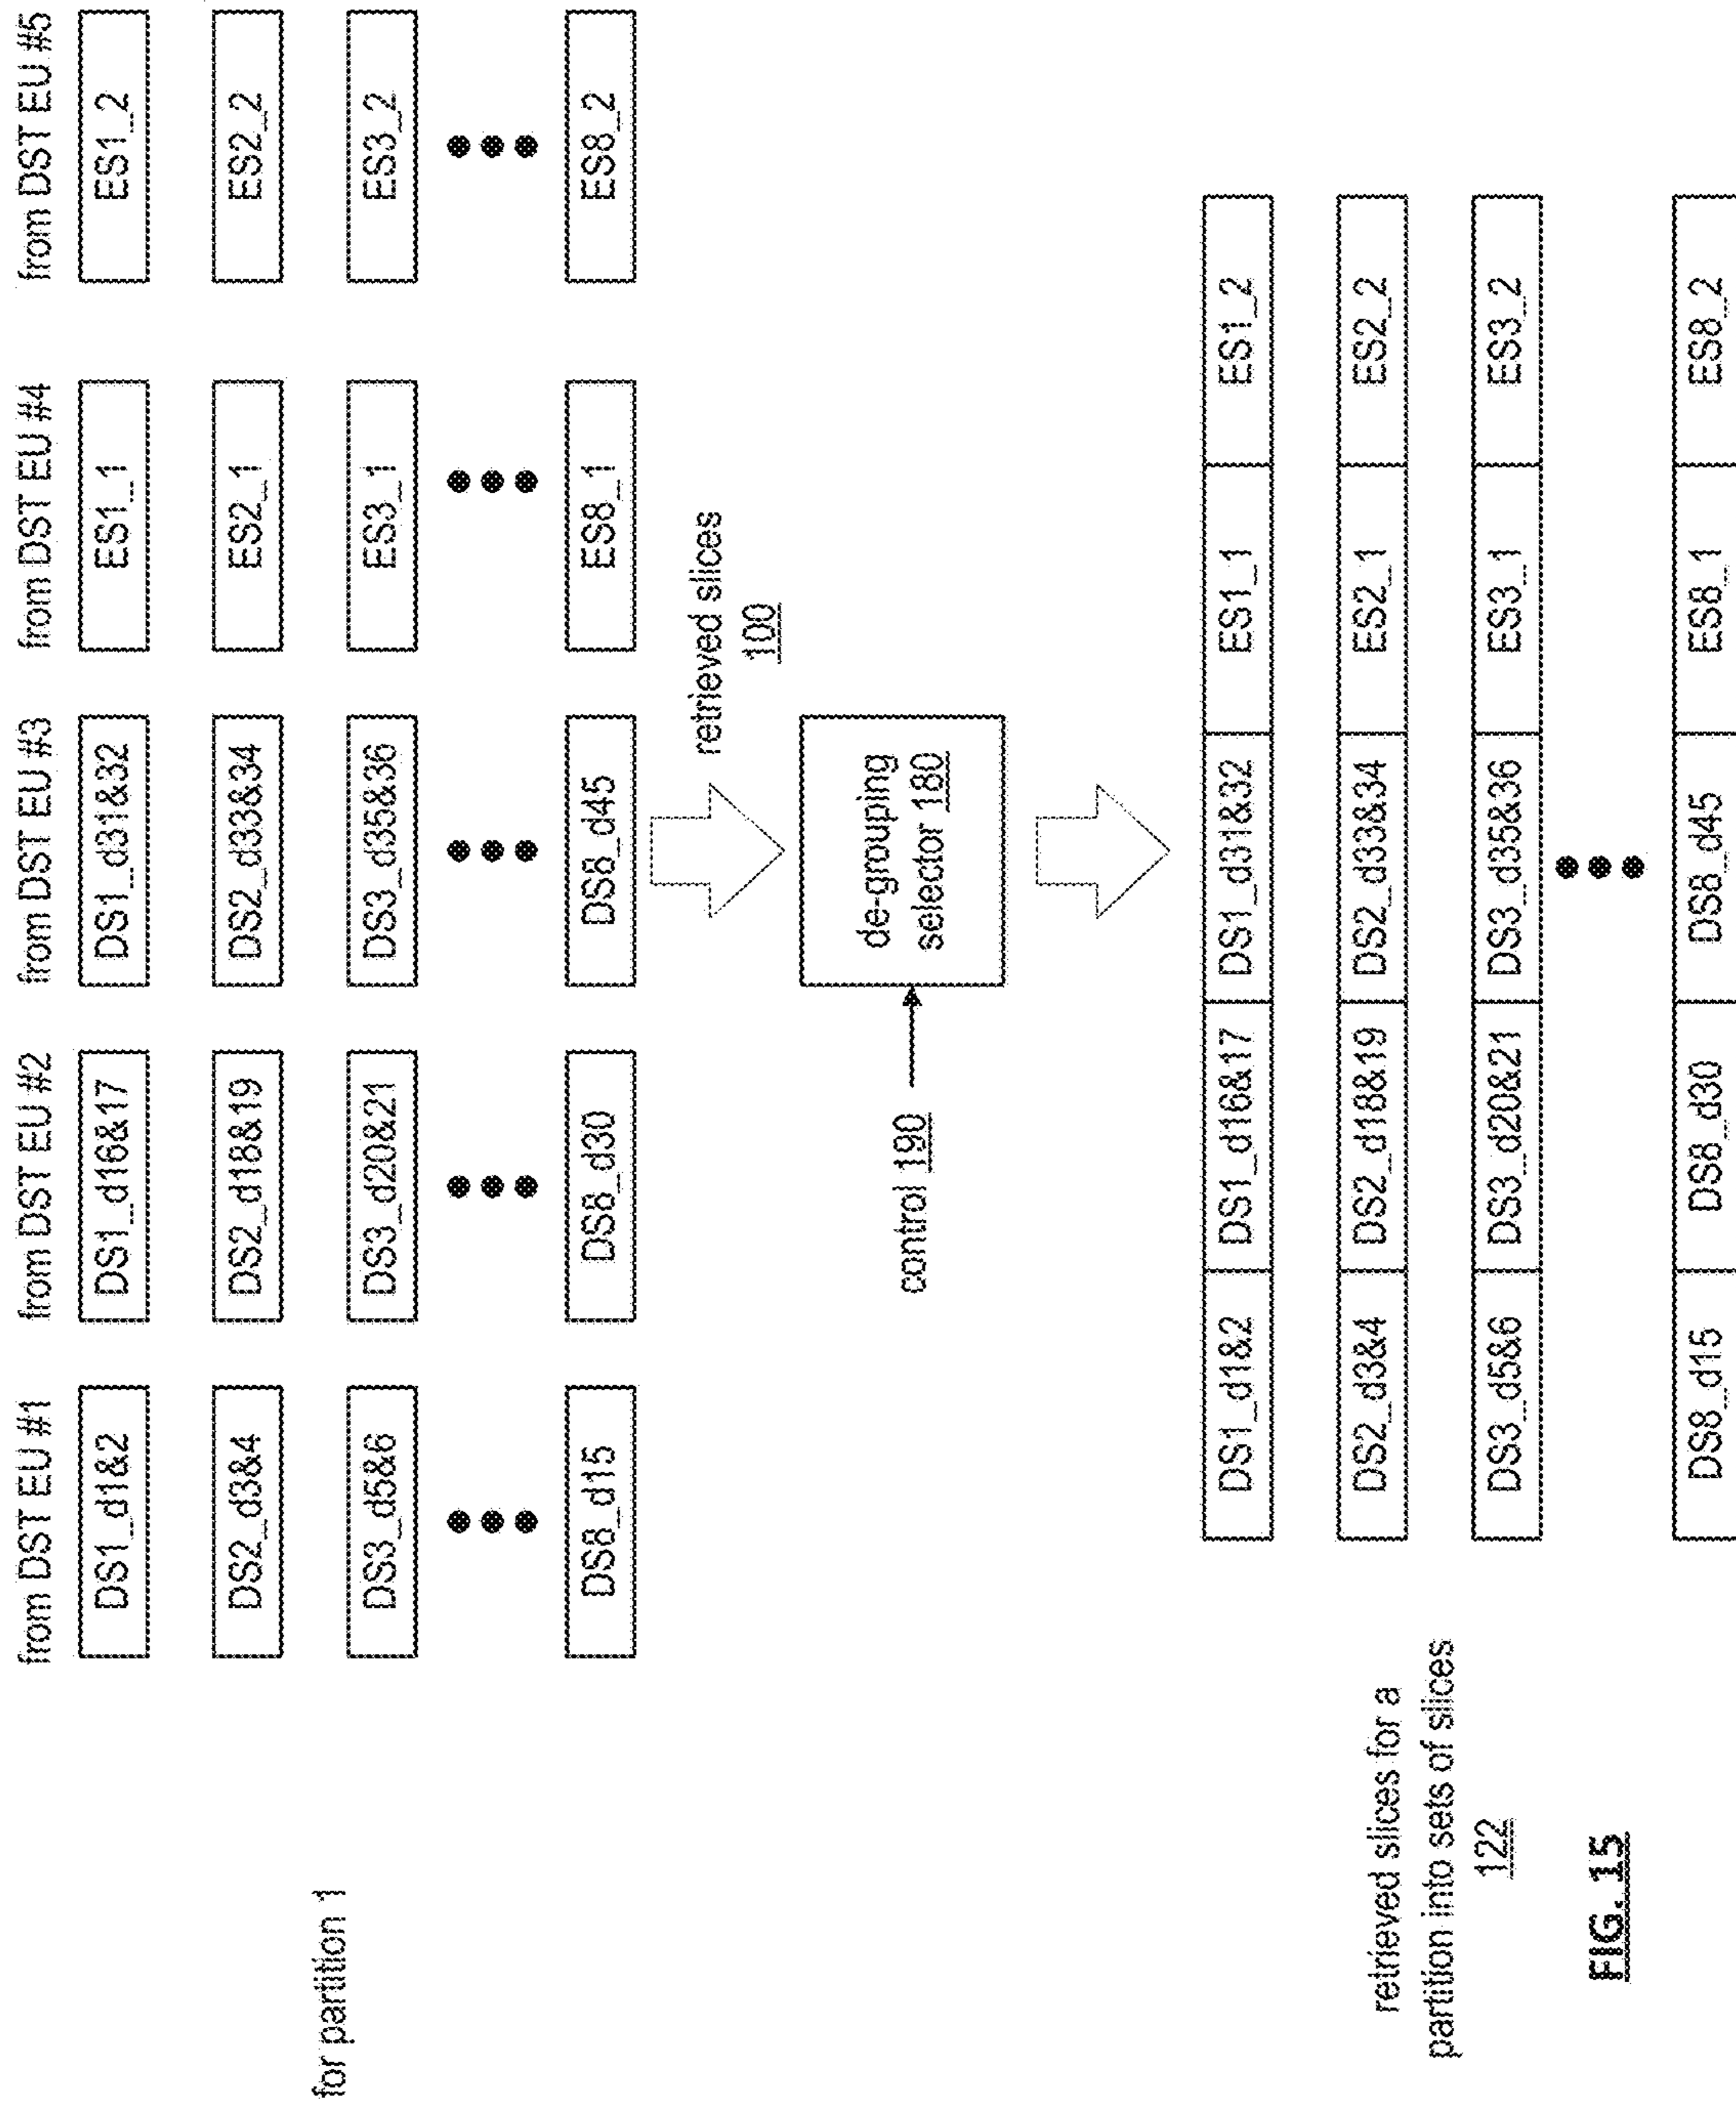 from DST EU #1
from DST EU #2
from DST EU #3
from DST EU #4
from DST EU #5
DS1_d1&2
DS1_d16&17
DS1_d31&32
ES1_1
ES1_2
DS2_d3&4
DS2_d18&19
DS2_d33&34
ES2_1
ES2_2
for partition 1
DS3_d5&6
DS3_d20&21
DS3_d35&36
ES3_1
ES3_2
DS8_d15
DS8_d30
DS8_d45
ES8_1
ES8_2
retrieved slices
100
control 190
de-grouping
selector 180
DS1_d1&2
DS1_d16&17
DS1_d31&32
ES1_1
ES1_2
DS2_d3&4
DS2_d18&19
DS2_d33&34
ES2_1
ES2_2
retrieved slices for a
partition into sets of slices
122
DS3_d5&6
DS3_d20&21
DS3_d35&36
ES3_1
ES3_2
DS8_d15
DS8_d30
DS8_d45
ES8_1
ES8_2
FIG. 15